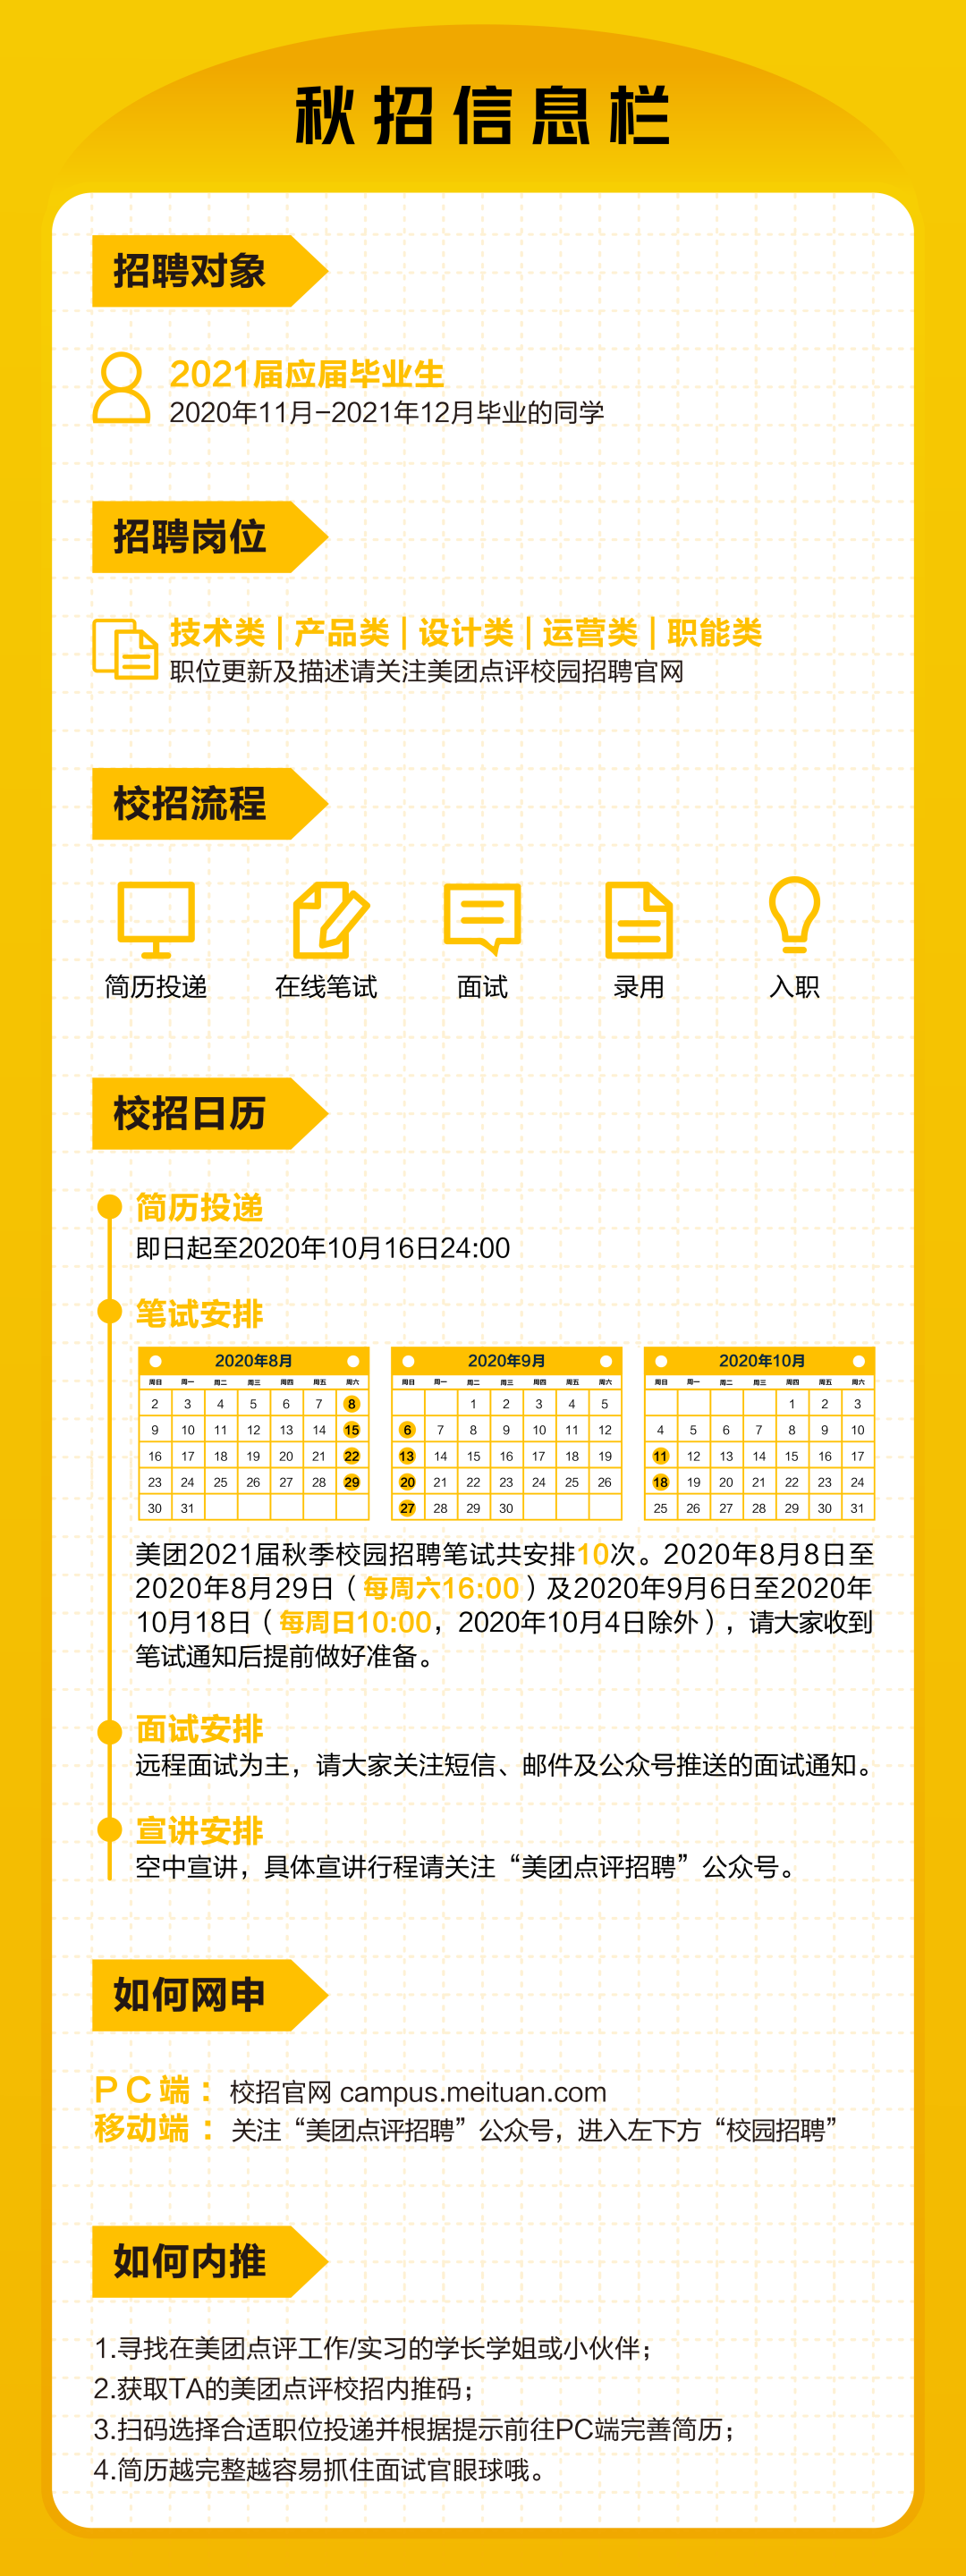 秋招信息栏
招聘对象
2021届应届毕业生
2020年11月-2021年12月毕业的同学
招聘岗位
技术类 | 产品类 | 设计类 | 运营类 | 职能类
职位更新及描述请关注美团点评校园招聘官网
校招流程
简历投递 在线笔试 面试 录用 入职
校招日历
简历投递
即日起至2020年10月16日24:00
笔试安排
2020年8月
周日 周一 周二 周三 周四 周五 周六
2 3 4 5 6 7 8
9 10 11 12 13 14 15
16 17 18 19 20 21 22
23 24 25 26 27 28 29
30 31
2020年9月
周日 周一 周二 周三 周四 周五 周六
1 2 3 4 5
6 7 8 9 10 11 12
13 14 15 16 17 18 19
20 21 22 23 24 25 26
27 28 29 30
2020年10月
周日 周一 周二 周三 周四 周五 周六
1 2 3
4 5 6 7 8 9 10
11 12 13 14 15 16 17
18 19 20 21 22 23 24
25 26 27 28 29 30 31
美团2021届秋季校园招聘笔试共安排10次。2020年8月8日至
2020年8月29日（每周六16:00）及2020年9月6日至2020年
10月18日（每周日10:00，2020年10月4日除外），请大家收到
笔试通知后提前做好准备。
面试安排
远程面试为主，请大家关注短信、邮件及公众号推送的面试通知。
宣讲安排
空中宣讲，具体宣讲行程请关注“美团点评招聘”公众号。
如何网申
PC端：校招官网 campus.meituan.com
移动端：关注“美团点评招聘”公众号，进入左下方“校园招聘”
如何内推
1.寻找在美团点评工作/实习的学长学姐或小伙伴；
2.获取TA的美团点评校招内推码；
3.扫码选择合适职位投递并根据提示前往PC端完善简历；
4.简历越完整越容易抓住面试官眼球哦。